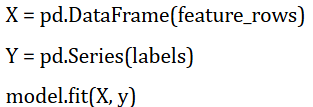 X = pd.DataFrame(feature_rows)
Y = pd.Series(labels)
model.fit(X, y)